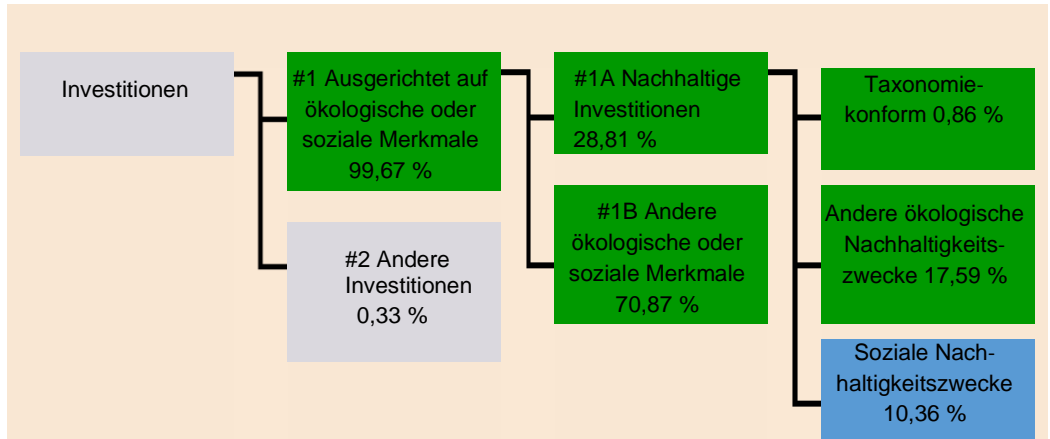 Investitionen
#1 Ausgerichtet auf
ökologische oder
soziale Merkmale
99,67 %
#2 Andere
Investitionen
0,33 %
#1A Nachhaltige
Investitionen
28,81 %
#1B Andere
ökologische oder
soziale Merkmale
70,87 %
Taxonomie-
konform 0,86 %
Andere ökologische
Nachhaltigkeits-
zwecke 17,59 %
Soziale Nach-
haltigkeitszwecke
10,36 %